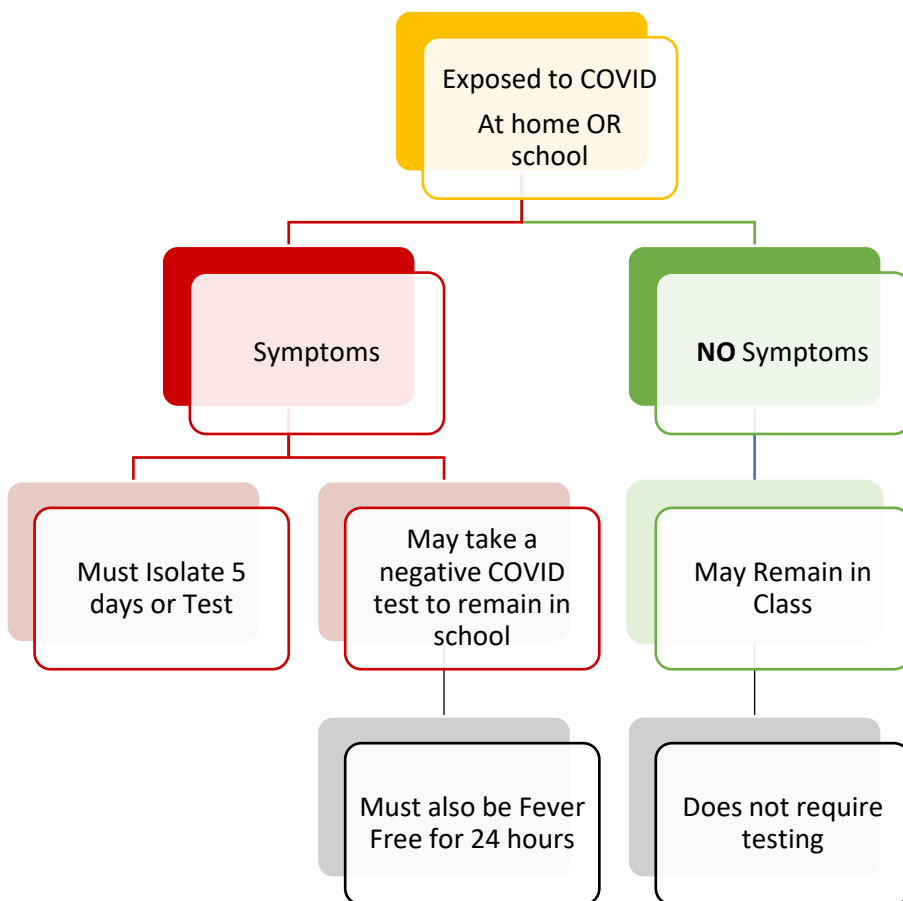 Exposed to COVID
At home OR
school
Symptoms
NO Symptoms
Must Isolate 5
days or Test
May take a
negative COVID
test to remain in
school
May Remain in
Class
Must also be Fever
Free for 24 hours
Does not require
testing